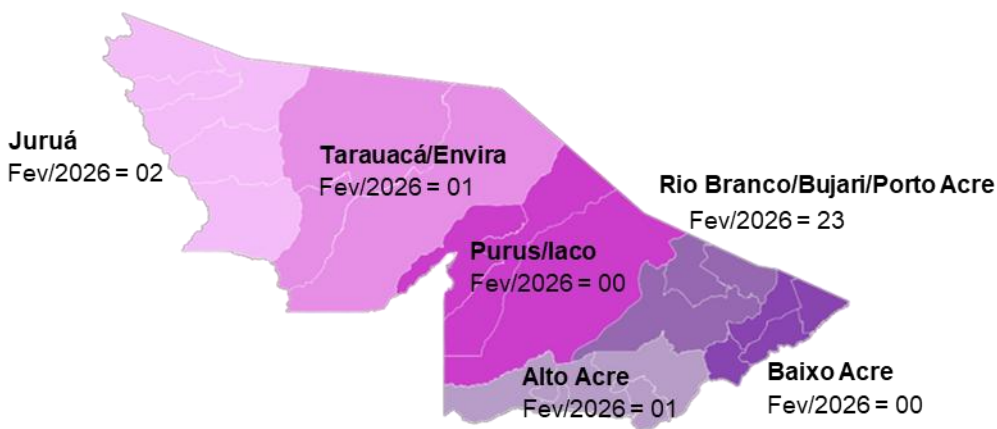 Juruá
Fev/2026 = 02
Tarauacá/Envira
Fev/2026 = 01
Rio Branco/Bujari/Porto Acre
Fev/2026 = 23
Purus/Iaco
Fev/2026 = 00
Alto Acre
Fev/2026 = 01
Baixo Acre
Fev/2026 = 00